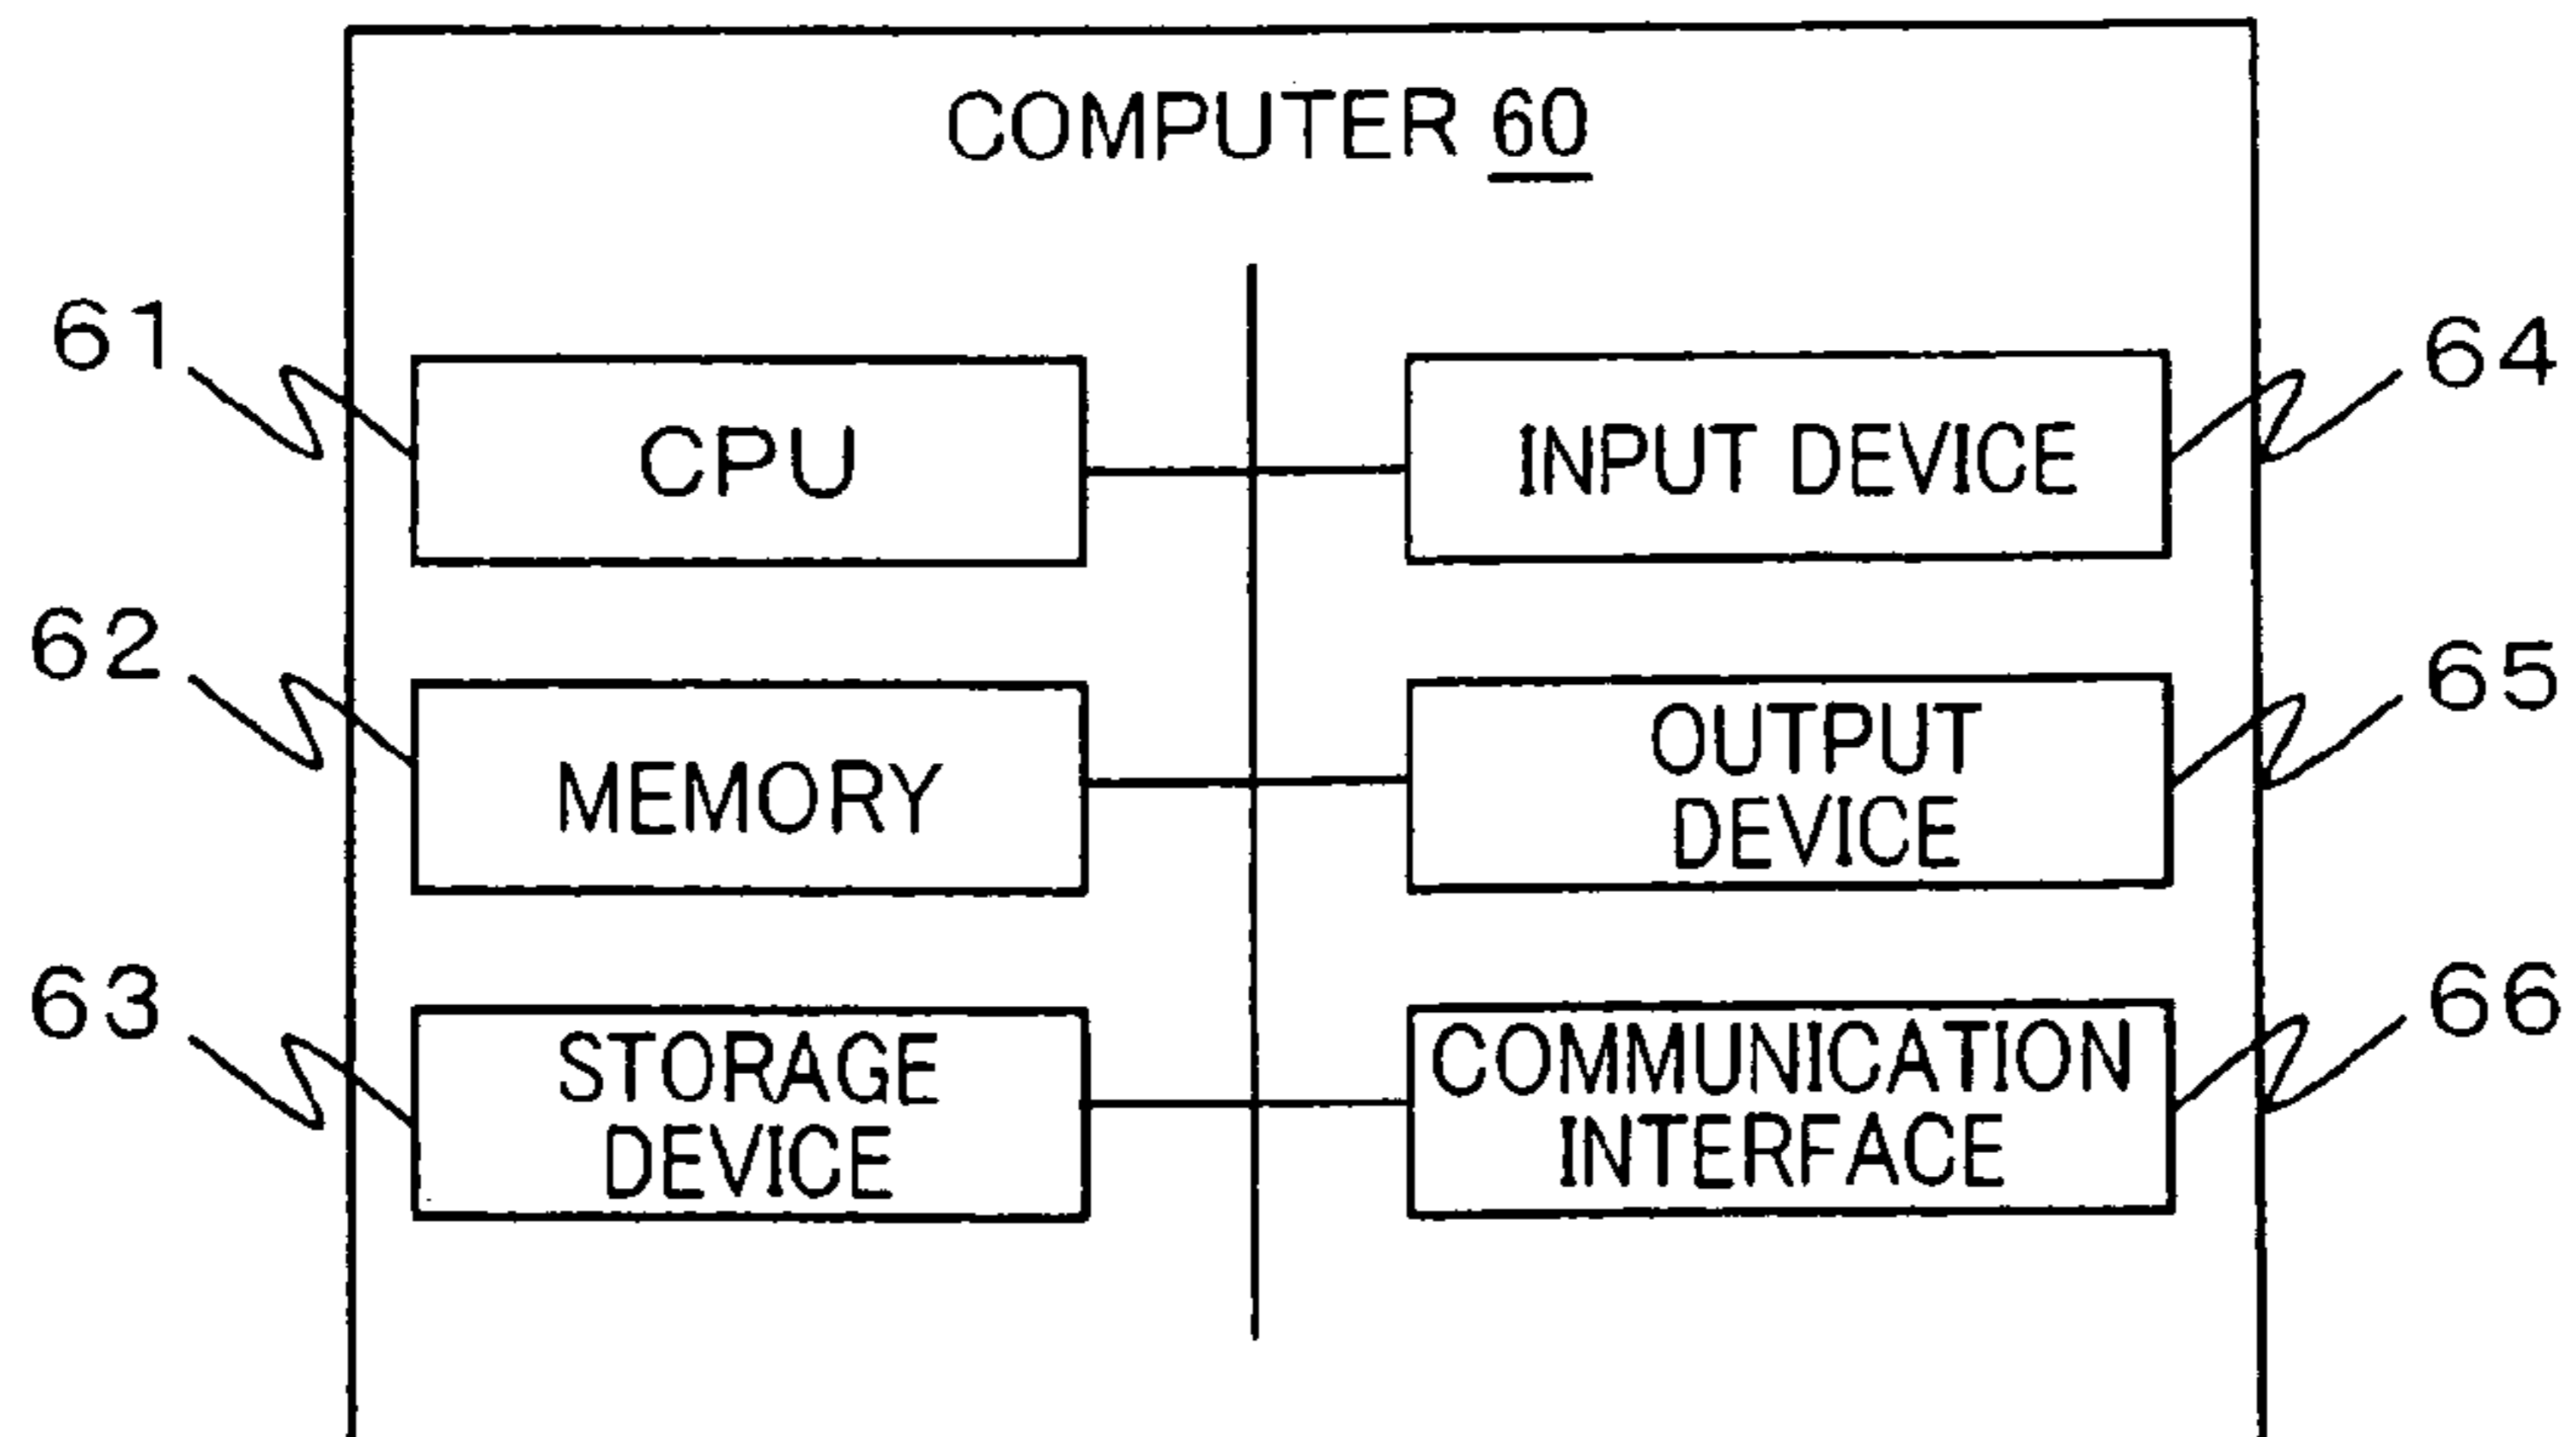 COMPUTER 60
61
CPU
INPUT DEVICE
64
62
MEMORY
OUTPUT
DEVICE
65
63
STORAGE
DEVICE
COMMUNICATION
INTERFACE
66